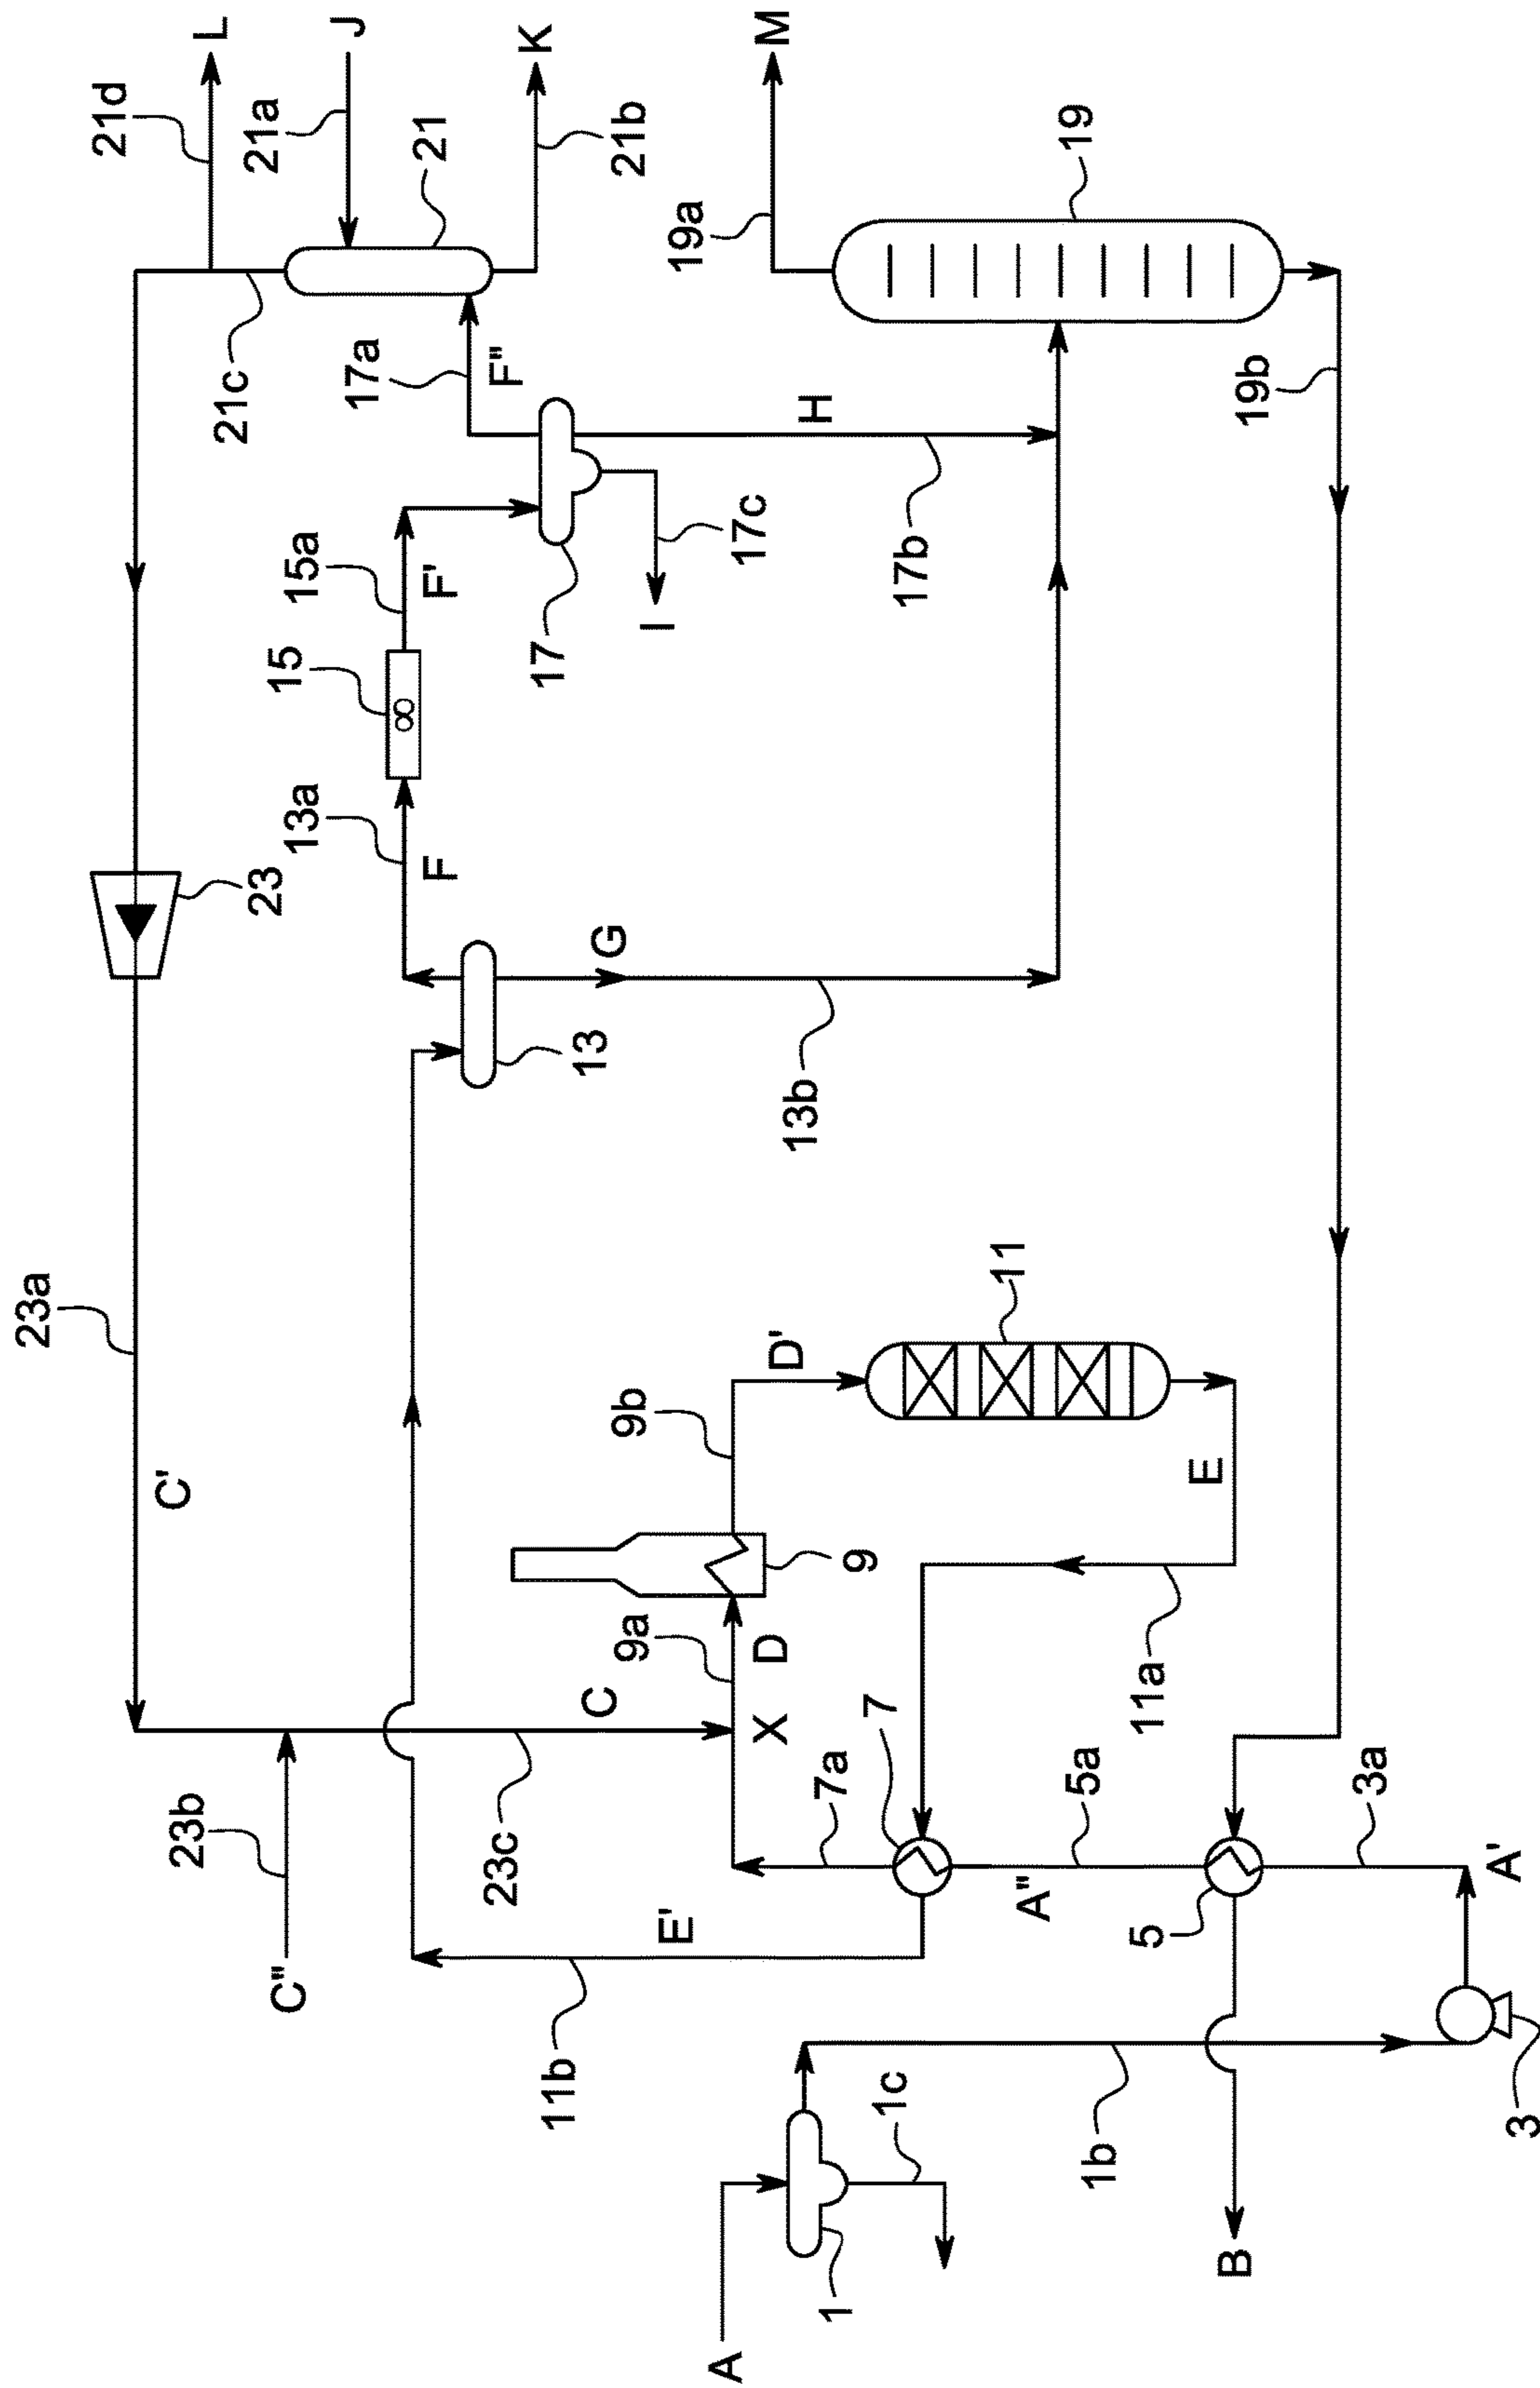 21d
L
21a
J
21
K
21b
21c
17a
F"
19a
M
19
15a
F'
15
17
I
17c
H
17b
19b
13a
F
23
G
13
13b
23a
C'
9b
D'
11
9
E
9a
D
X
C
23c
23b
C"
7
7a
11a
5a
3a
E'
A"
A'
5
11b
1c
1b
3
A
1
B